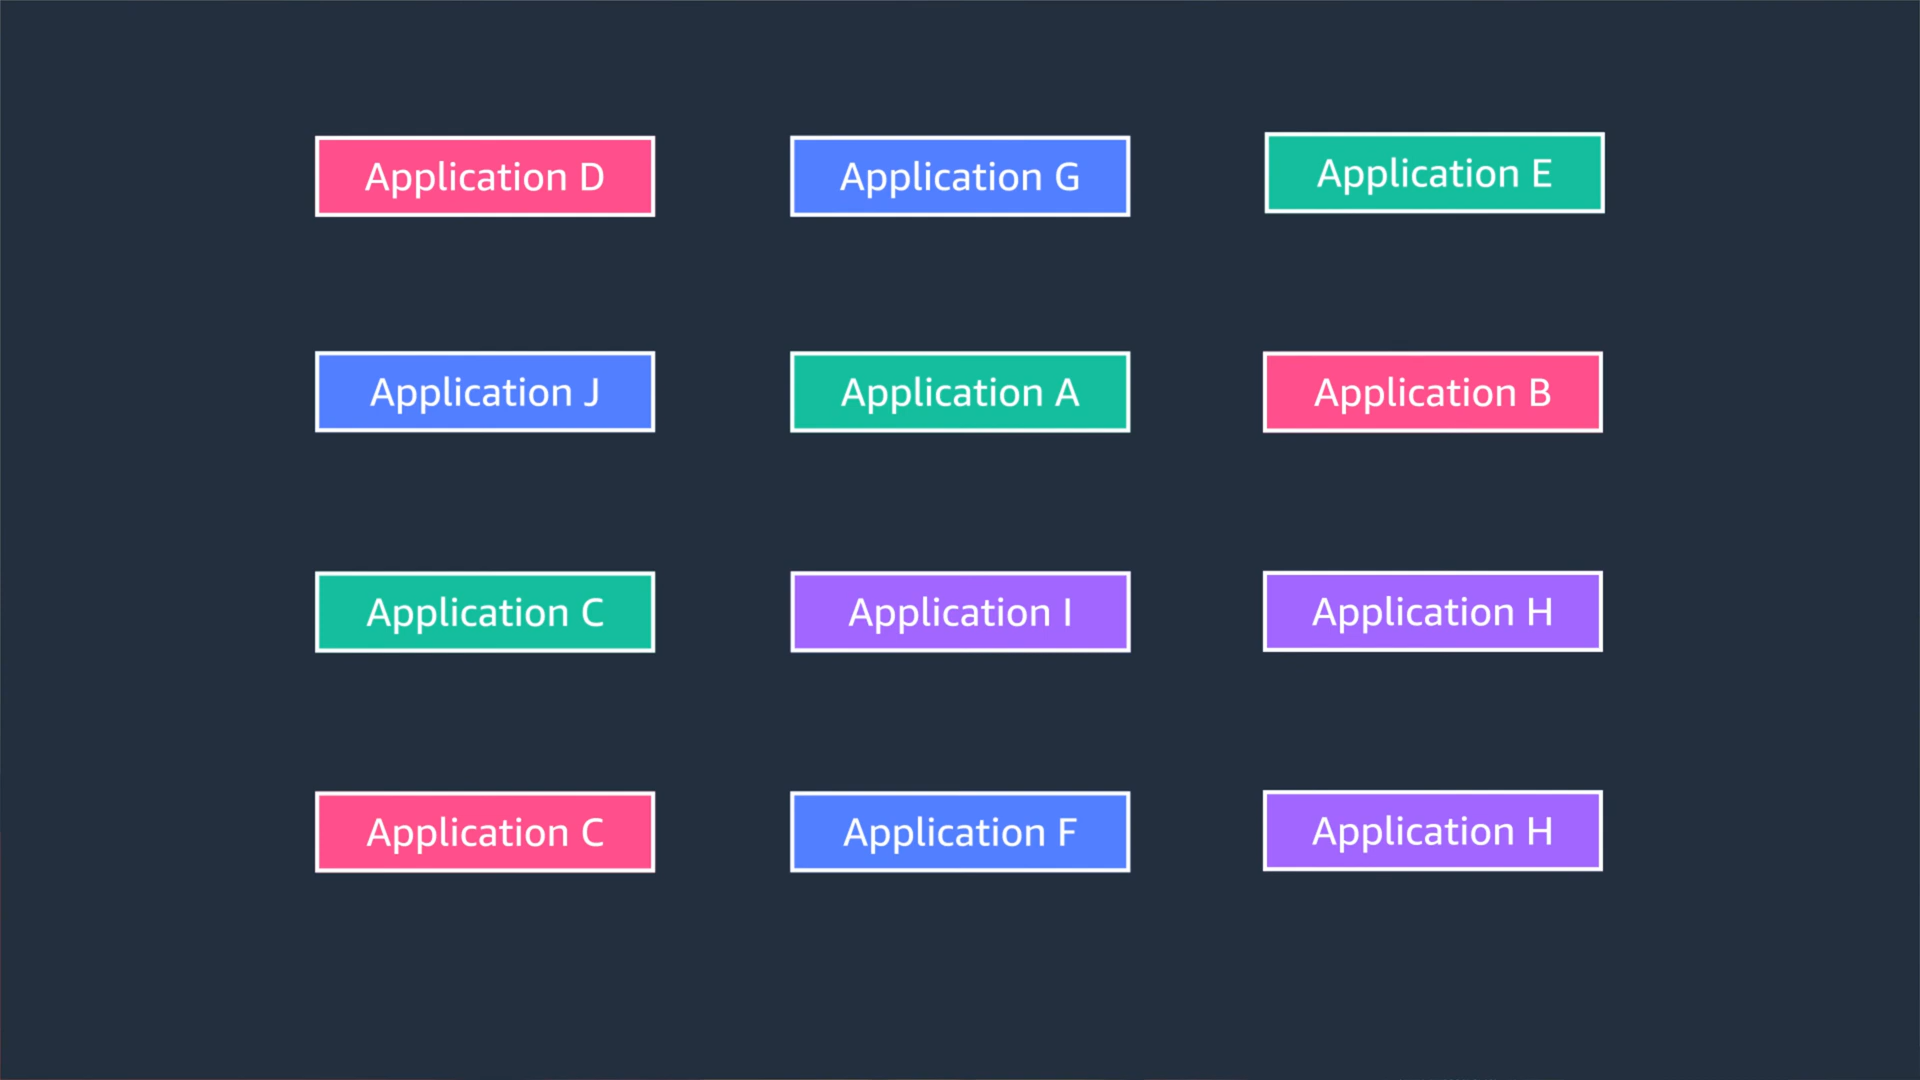 Application D
Application G
Application E
Application J
Application A
Application B
Application C
Application I
Application H
Application C
Application F
Application H